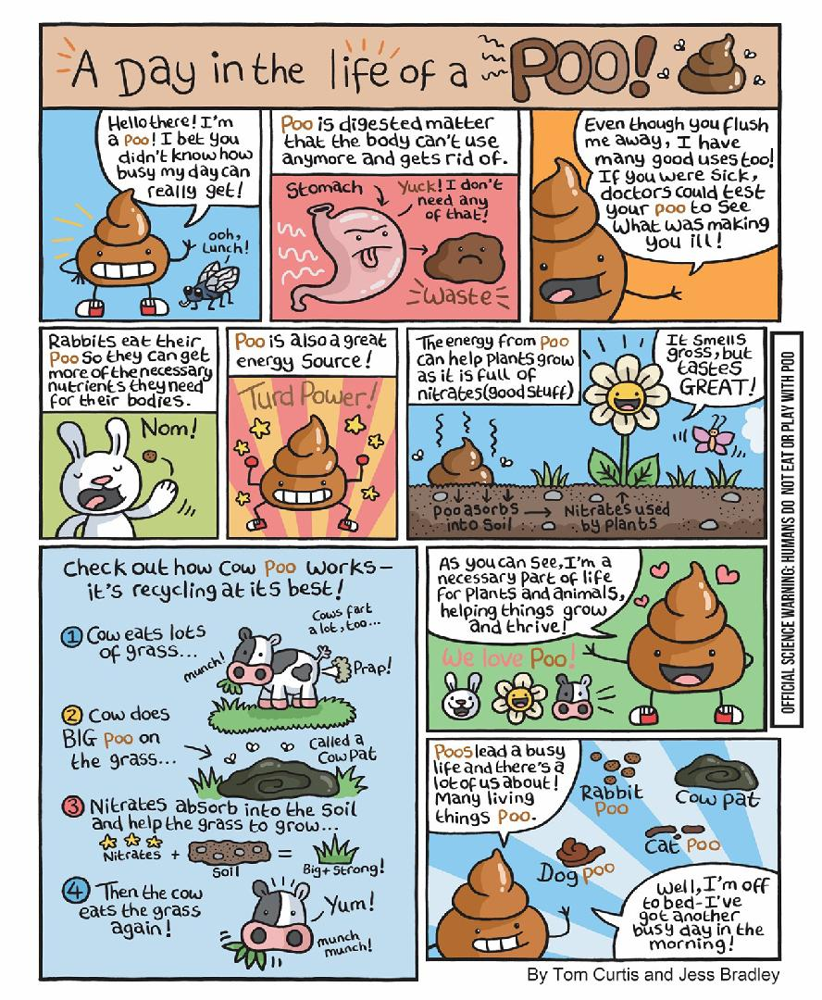 A Day in the life of a POO!
Hello there! I'm
a Poo! I bet you
didn't know how
busy my day can
really get!
ooh,
Lunch!
Poo is digested matter
that the body can't use
anymore and gets rid of.
Stomach
Yuck! I don't
need any
of that!
Waste
Even though you flush
me away, I have
many good uses too!
If you were sick,
doctors could test
your poo to see
what was making
you ill!
Rabbits eat their
Poo so they can get
more of the necessary
nutrients they need
for their bodies.
Nom!
Poo is also a great
energy source!
Turd Power!
The energy from Poo
can help plants grow
as it is full of
nitrates (good stuff)
It smells
gross, but
tastes
GREAT!
Poo asorbs
into soil
Nitrates used
by plants
OFFICIAL SCIENCE WARNING: HUMANS DO NOT EAT OR PLAY WITH POO
Check out how Cow Poo works–
it's recycling at its best!
1 Cow eats lots
of grass...
Cows fart
a lot, too...
munch!
Prap!
2 Cow does
BIG Poo on
the grass...
Called a
Cow Pat
3 Nitrates absorb into the soil
and help the grass to grow...
Nitrates + Soil = Big + Strong!
4 Then the cow
eats the grass
again!
Yum!
munch
munch!
As you can see, I'm a
necessary part of life
for plants and animals,
helping things grow
and thrive!
We love Poo!
Poos lead a busy
life and there's a
lot of us about!
Many living
things Poo.
Rabbit
Poo
Cow pat
Cat Poo
Dog poo
Well, I'm off
to bed– I've
got another
busy day in the
morning!
By Tom Curtis and Jess Bradley